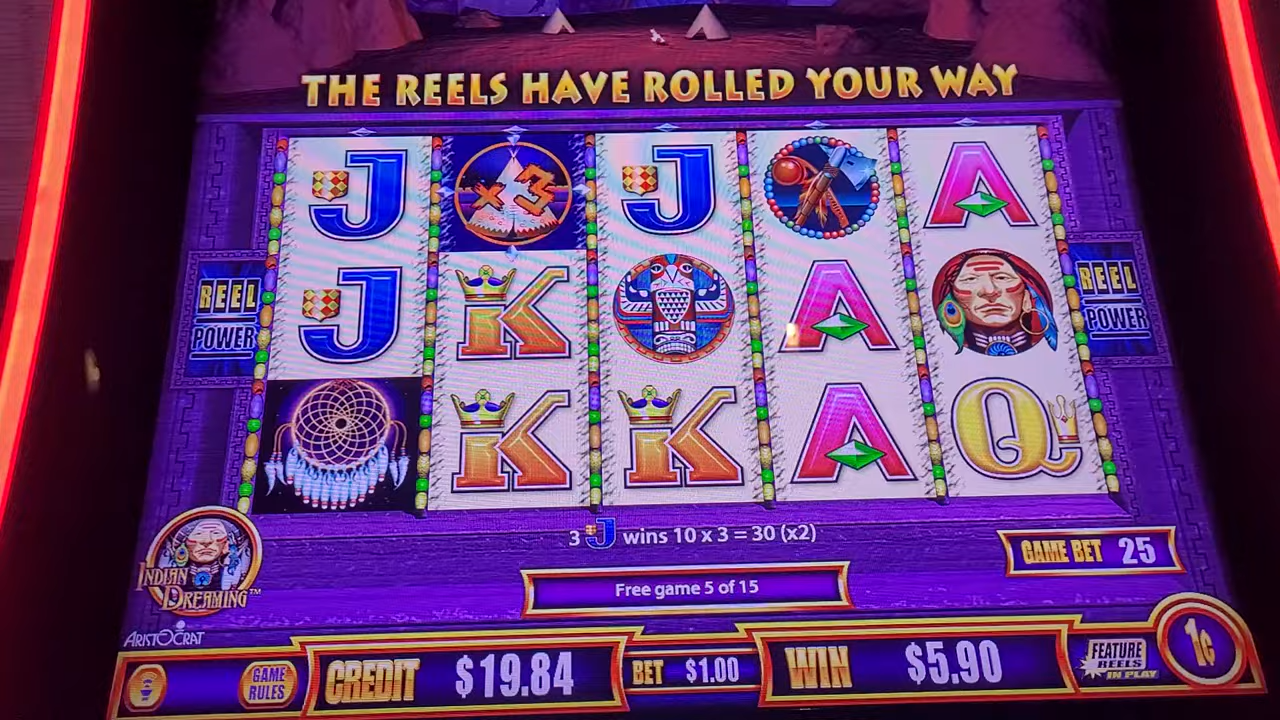 THE REELS HAVE ROLLED YOUR WAY
J x3 J A
REEL POWER
J K A
REEL POWER
K K A Q
3 J wins 10 x 3 = 30 (x2)
GAME BET 25
Free game 5 of 15
INDIAN DREAMING™
ARISTOCRAT
GAME RULES
CREDIT $19.84
BET $1.00
WIN $5.90
FEATURE REELS IN PLAY
1¢